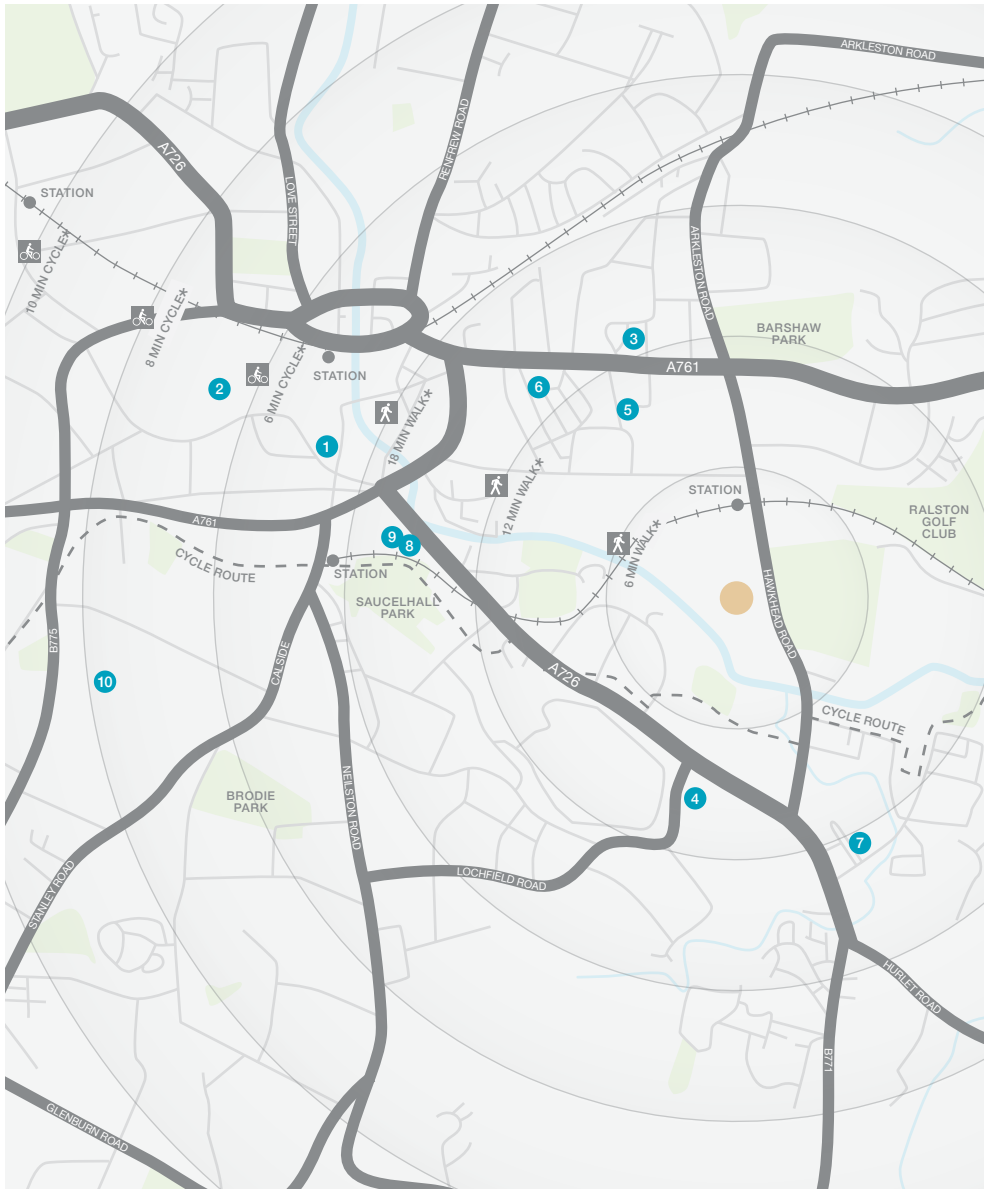 ARKLESTON ROAD
A726
RENFREW ROAD
LOVE STREET
STATION
10 MIN CYCLE*
8 MIN CYCLE*
6 MIN CYCLE*
ARKLESTON ROAD
BARSHAW
PARK
3
A761
STATION
2
6
5
18 MIN WALK*
1
12 MIN WALK*
STATION
6 MIN WALK*
RALSTON
GOLF
CLUB
A761
9
8
CYCLE ROUTE
STATION
SAUCELHALL
PARK
HAWKHEAD ROAD
B775
CALSIDE
10
A726
CYCLE ROUTE
BRODIE
PARK
NEILSTON ROAD
4
7
LOCHFIELD ROAD
STANLEY ROAD
HURLET ROAD
B771
GLENBURN ROAD